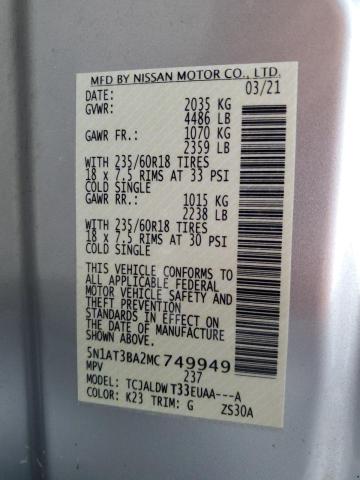 MFD BY NISSAN MOTOR CO., LTD.
DATE: 03/21
GVWR: 2035 KG
4486 LB
GAWR FR.: 1070 KG
2359 LB
WITH 235/60R18 TIRES
18 x 7.5 RIMS AT 33 PSI
COLD SINGLE
GAWR RR.: 1015 KG
2238 LB
WITH 235/60R18 TIRES
18 x 7.5 RIMS AT 30 PSI
COLD SINGLE
THIS VEHICLE CONFORMS TO
ALL APPLICABLE FEDERAL
MOTOR VEHICLE SAFETY AND
THEFT PREVENTION
STANDARDS IN EFFECT ON
THE DATE OF MANUFACTURE
SHOWN ABOVE.
5N1AT3BA2MC749949
MPV 237
MODEL: TCJALDW T33EUAA---A
COLOR: K23 TRIM: G ZS30A